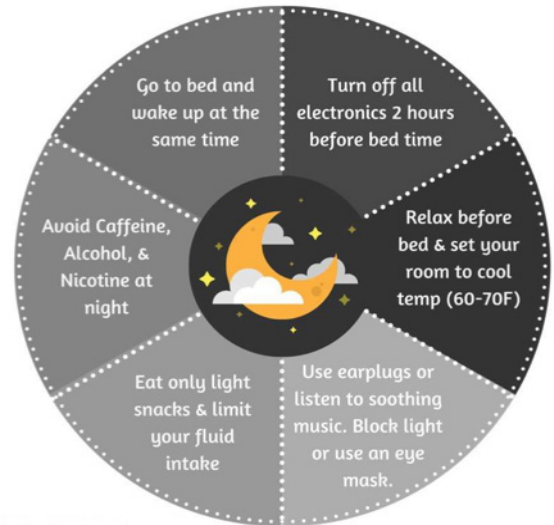 Go to bed and
wake up at the
same time
Turn off all
electronics 2 hours
before bed time
Relax before
bed & set your
room to cool
temp (60-70F)
Use earplugs or
listen to soothing
music. Block light
or use an eye
mask.
Eat only light
snacks & limit
your fluid
intake
Avoid Caffeine,
Alcohol, &
Nicotine at
night